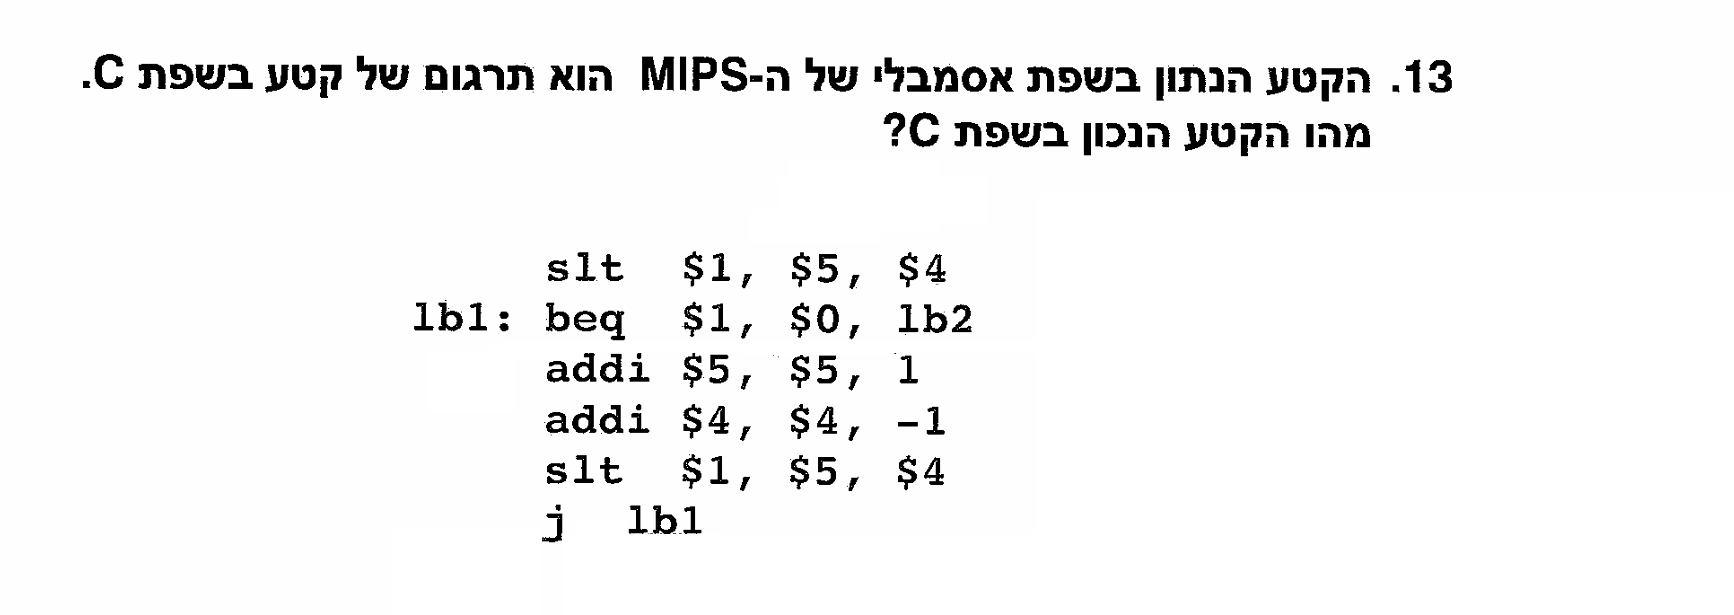 13. הקטע הנתון בשפת אסמבלי של ה-MIPS הוא תרגום של קטע בשפת C.
מהו הקטע הנכון בשפת C?
slt $1, $5, $4
lb1: beq $1, $0, lb2
addi $5, $5, 1
addi $4, $4, -1
slt $1, $5, $4
j lb1